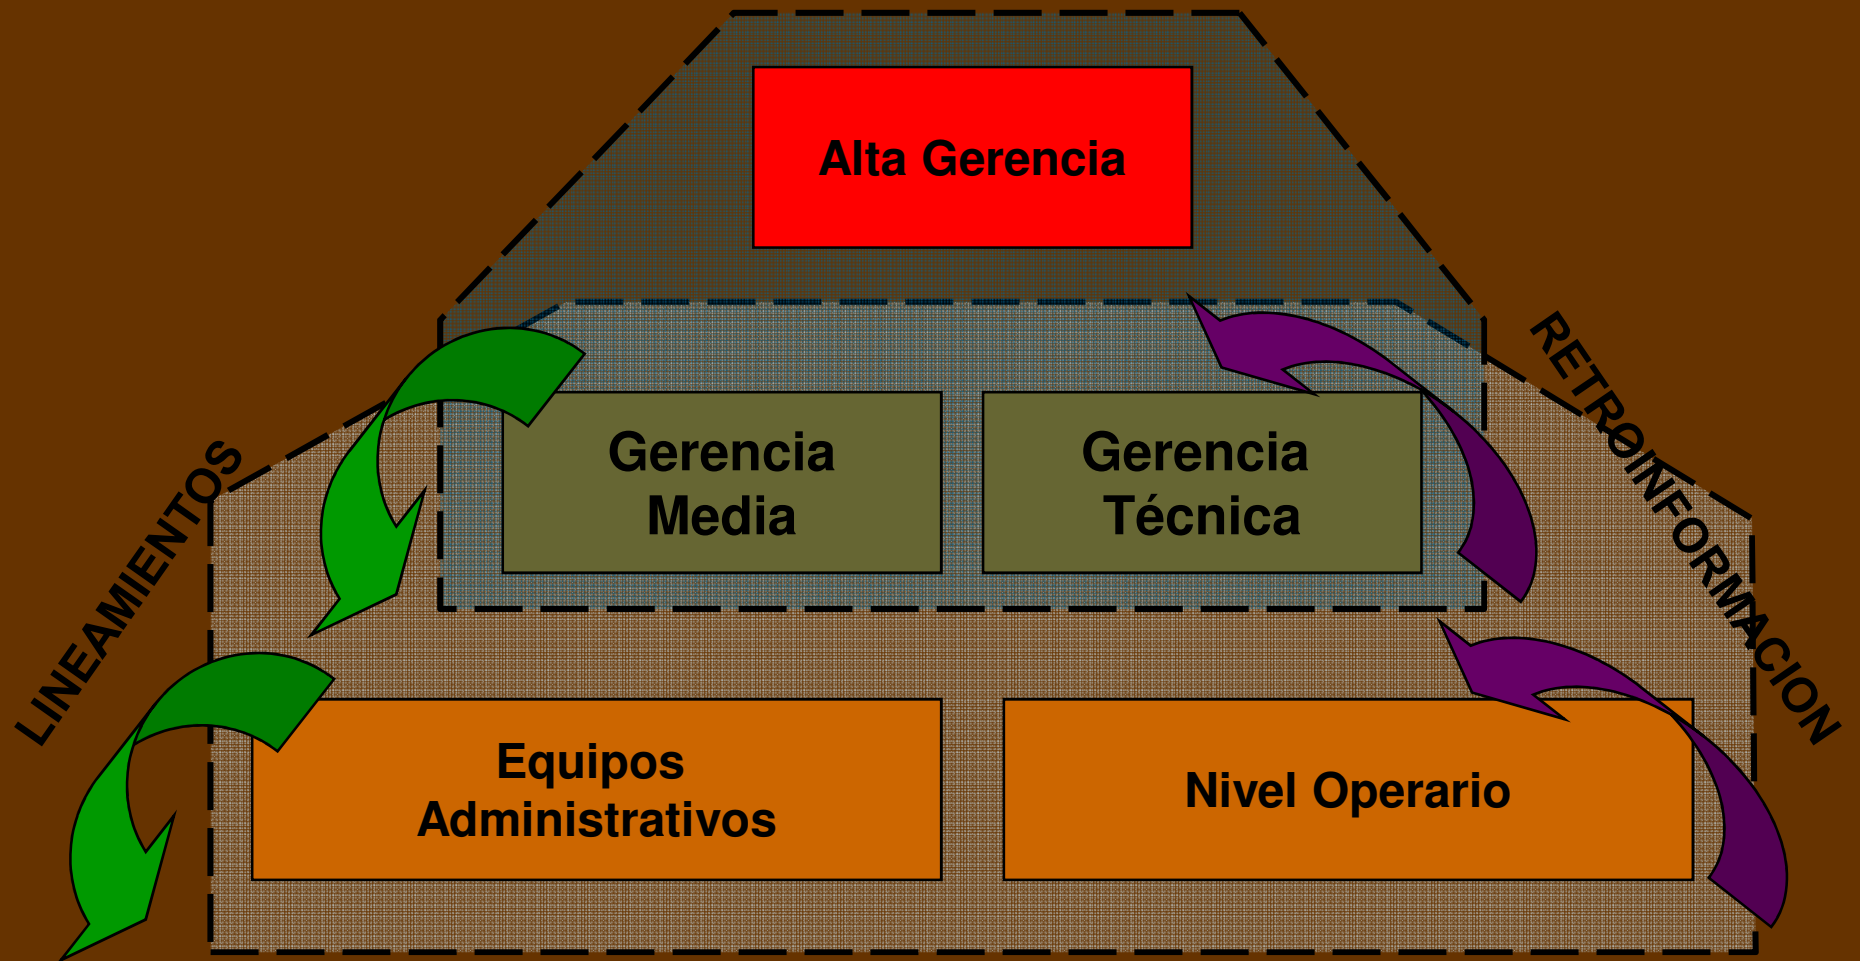 Alta Gerencia
RETROINFORMACION
LINEAMIENTOS
Gerencia
Media
Gerencia
Técnica
Equipos
Administrativos
Nivel Operario